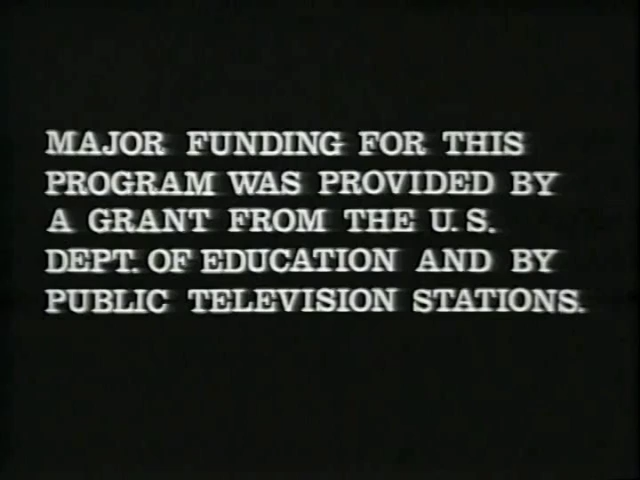 MAJOR FUNDING FOR THIS
PROGRAM WAS PROVIDED BY
A GRANT FROM THE U.S.
DEPT. OF EDUCATION AND BY
PUBLIC TELEVISION STATIONS.